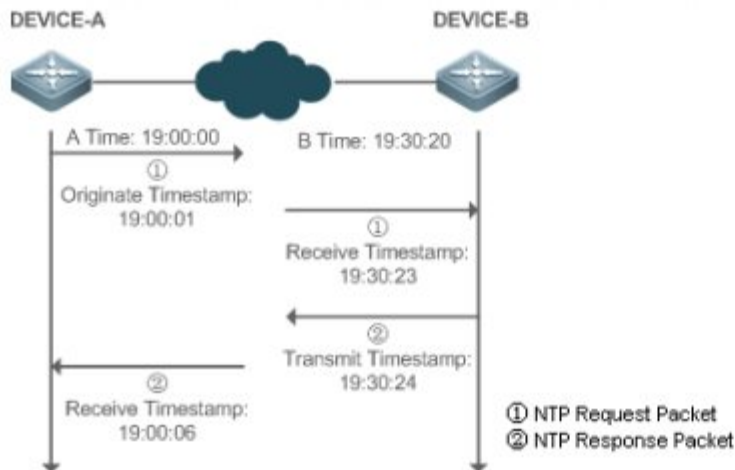 DEVICE-A
DEVICE-B
A Time: 19:00:00
B Time: 19:30:20
①
Originate Timestamp:
19:00:01
①
Receive Timestamp:
19:30:23
②
Transmit Timestamp:
19:30:24
②
Receive Timestamp:
19:00:06
① NTP Request Packet
② NTP Response Packet